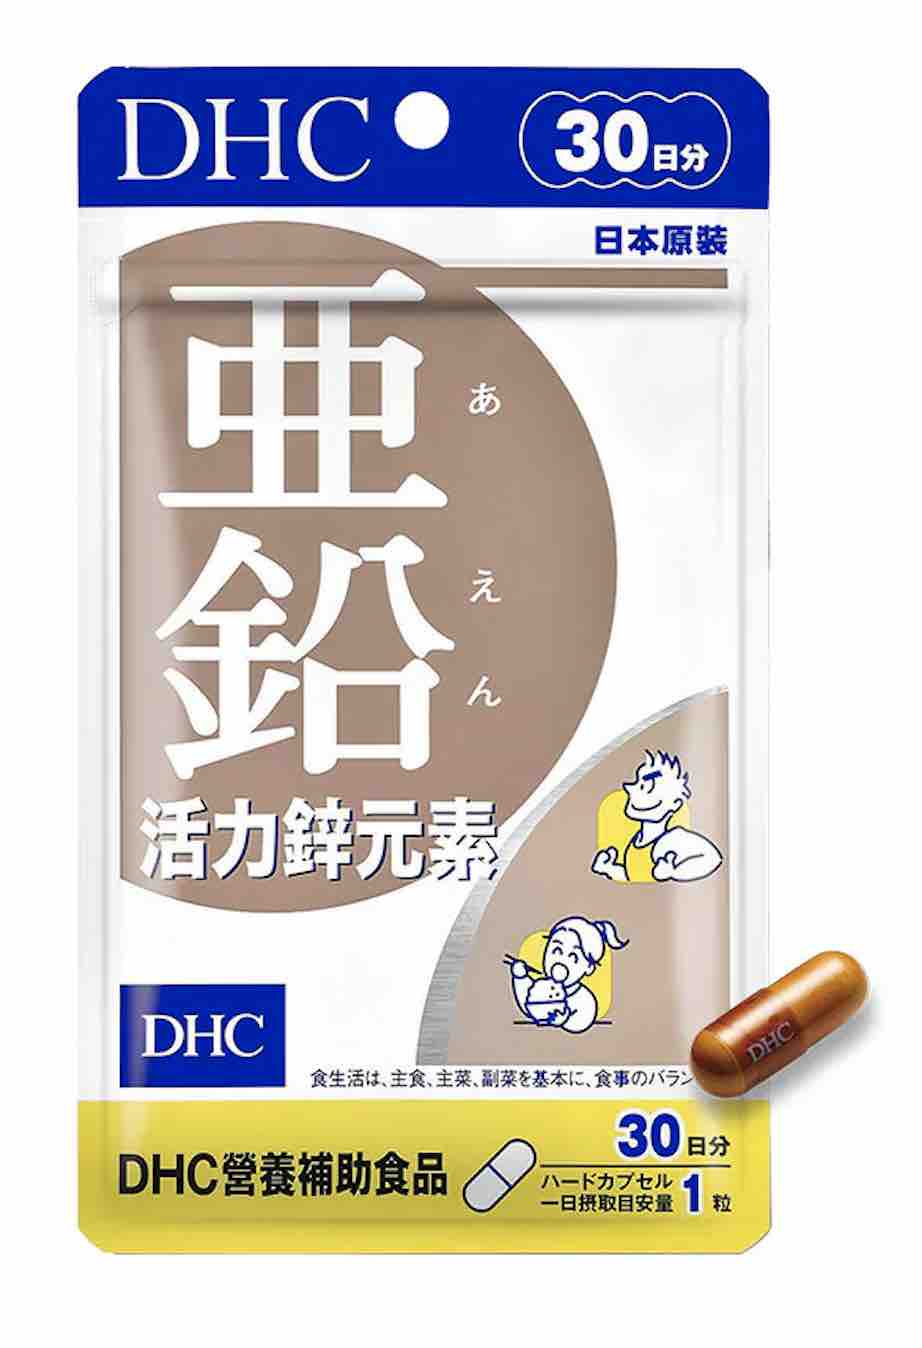 DHC
30日分
日本原裝
亜鉛
あえん
活力鋅元素
DHC
食生活は、主食、主菜、副菜を基本に、食事のバラン
DHC
DHC營養補助食品
30日分
ハードカプセル
一日摂取目安量 1粒